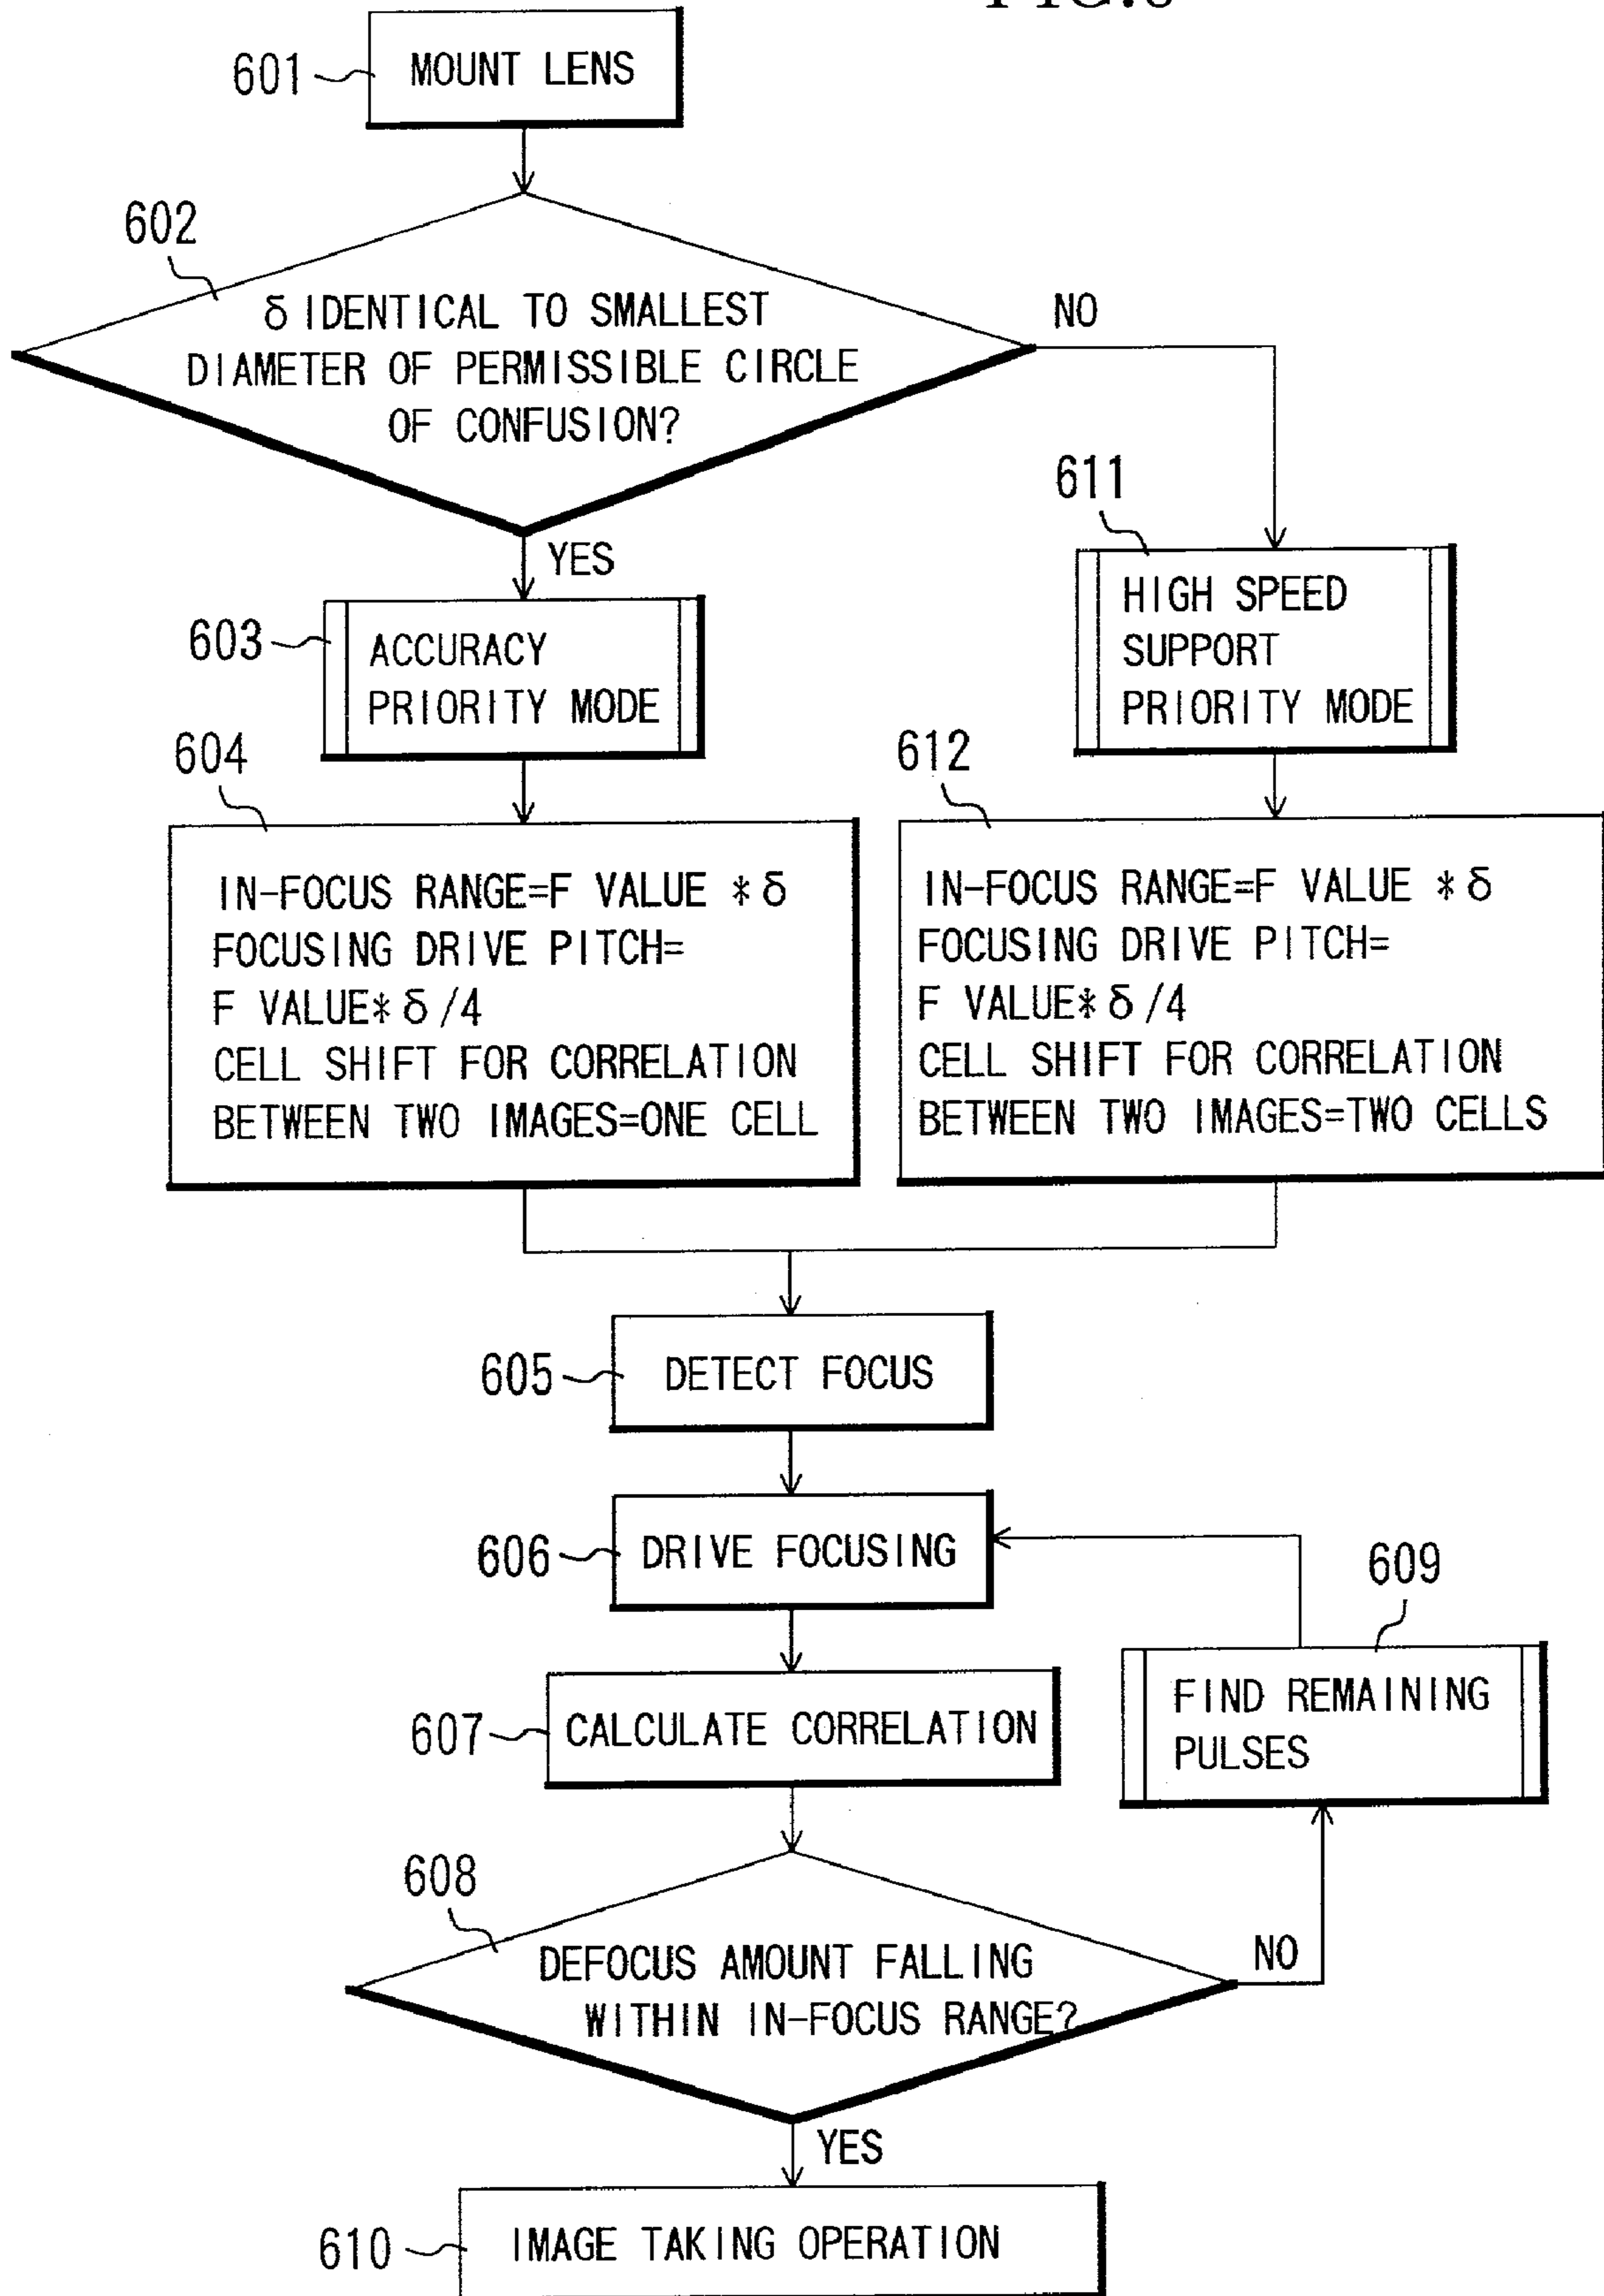 601
MOUNT LENS
602
δ IDENTICAL TO SMALLEST
DIAMETER OF PERMISSIBLE CIRCLE
OF CONFUSION?
NO
YES
611
HIGH SPEED
SUPPORT
PRIORITY MODE
603
ACCURACY
PRIORITY MODE
604
IN-FOCUS RANGE=F VALUE *δ
FOCUSING DRIVE PITCH=
F VALUE*δ/4
CELL SHIFT FOR CORRELATION
BETWEEN TWO IMAGES=ONE CELL
612
IN-FOCUS RANGE=F VALUE *δ
FOCUSING DRIVE PITCH=
F VALUE*δ/4
CELL SHIFT FOR CORRELATION
BETWEEN TWO IMAGES=TWO CELLS
605
DETECT FOCUS
606
DRIVE FOCUSING
609
FIND REMAINING
PULSES
607
CALCULATE CORRELATION
608
DEFOCUS AMOUNT FALLING
WITHIN IN-FOCUS RANGE?
NO
YES
610
IMAGE TAKING OPERATION